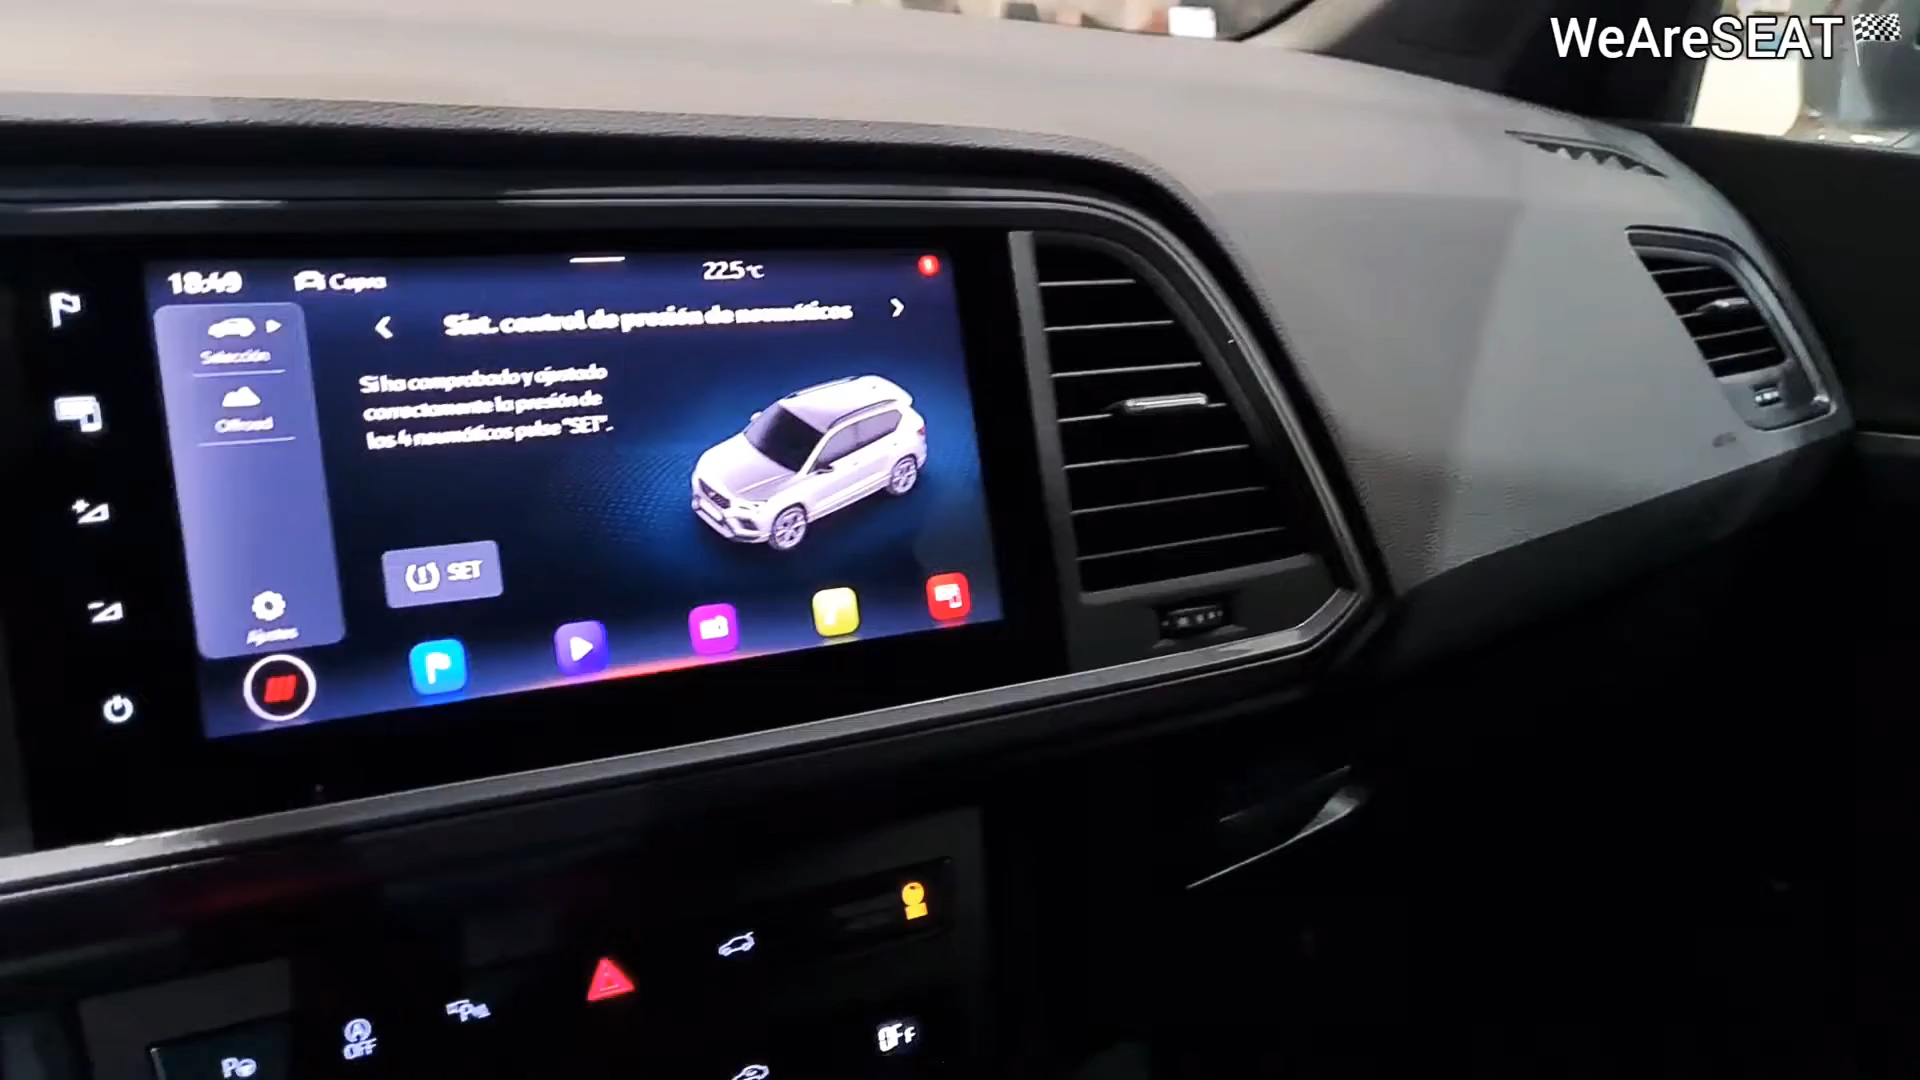 WeAreSEAT
18:49
Cupra
22.5°C
Sist. control de presión de neumáticos
Selección
Si ha comprobado y ajustado
correctamente la presión de
los 4 neumáticos pulse "SET".
Offroad
SET
Ajustes
OFF
A
OFF
P